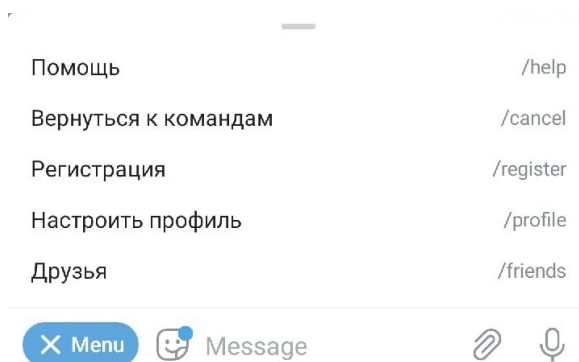 Помощь /help
Вернуться к командам /cancel
Регистрация /register
Настроить профиль /profile
Друзья /friends
Menu Message